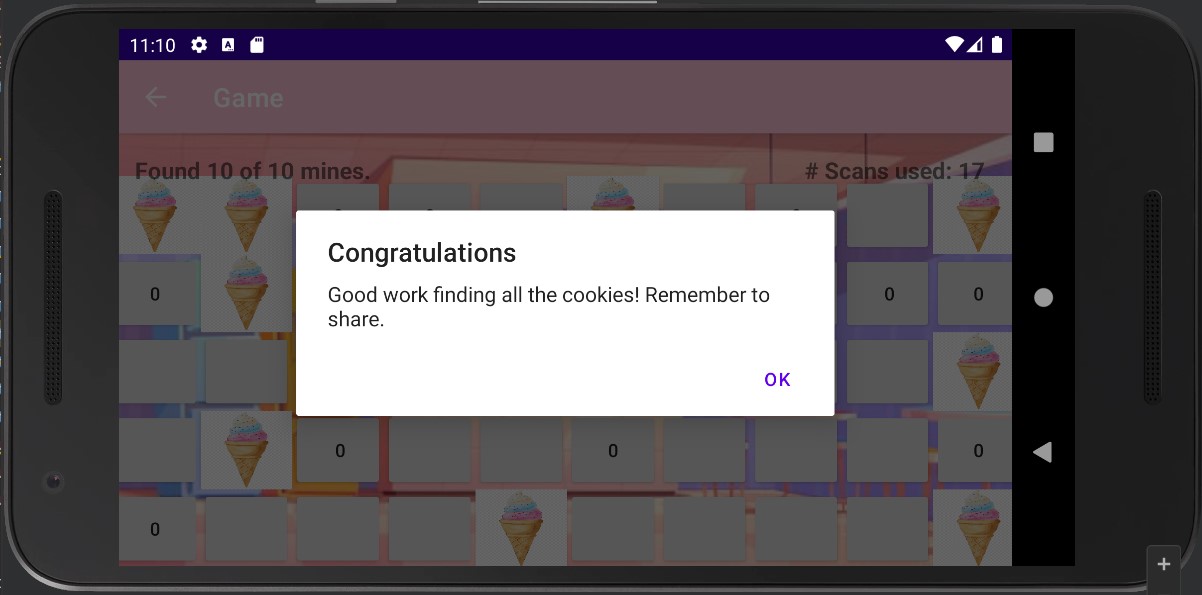 11:10
Game
Found 10 of 10 mines.
# Scans used: 17
Congratulations
Good work finding all the cookies! Remember to
share.
OK
0
0
0
0
0
0
0